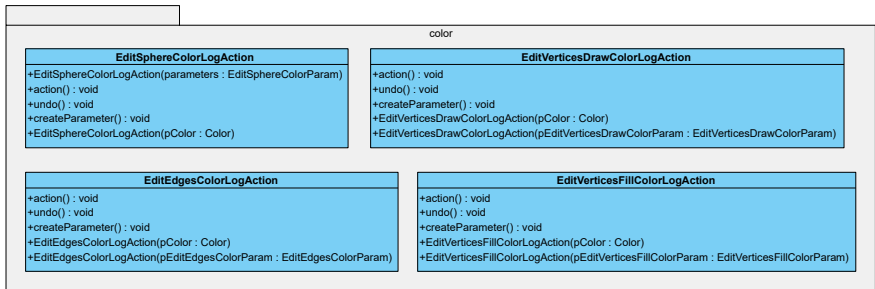 color
EditSphereColorLogAction
+EditSphereColorLogAction(parameters : EditSphereColorParam)
+action() : void
+undo() : void
+createParameter() : void
+EditSphereColorLogAction(pColor : Color)
EditVerticesDrawColorLogAction
+action() : void
+undo() : void
+createParameter() : void
+EditVerticesDrawColorLogAction(pColor : Color)
+EditVerticesDrawColorLogAction(pEditVerticesDrawColorParam : EditVerticesDrawColorParam)
EditEdgesColorLogAction
+action() : void
+undo() : void
+createParameter() : void
+EditEdgesColorLogAction(pColor : Color)
+EditEdgesColorLogAction(pEditEdgesColorParam : EditEdgesColorParam)
EditVerticesFillColorLogAction
+action() : void
+undo() : void
+createParameter() : void
+EditVerticesFillColorLogAction(pColor : Color)
+EditVerticesFillColorLogAction(pEditVerticesFillColorParam : EditVerticesFillColorParam)